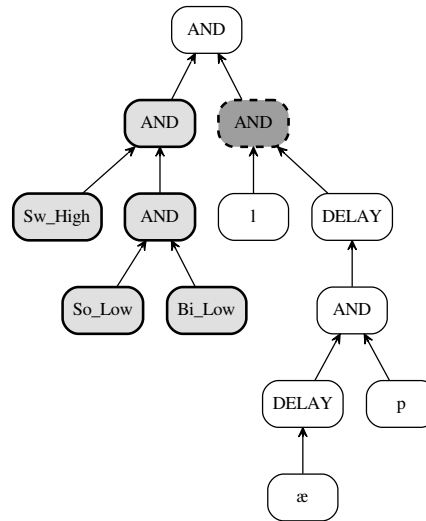 AND
AND AND
Sw_High AND l DELAY
So_Low Bi_Low AND
DELAY p
æ